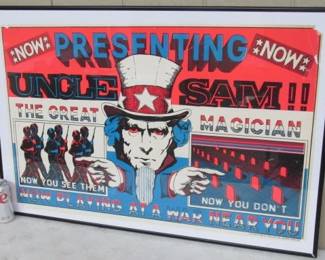 NOW
PRESENTING
NOW
UNCLE SAM!!
THE GREAT MAGICIAN
NOW YOU SEE THEM
NOW YOU DON'T
NOW PLAYING AT A WAR NEAR YOU